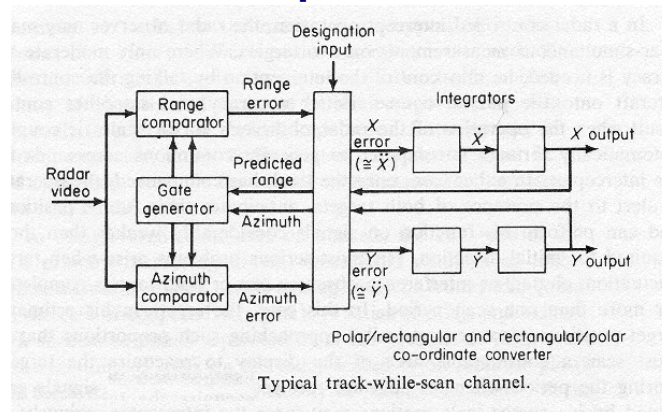 Designation
input
Range
error
Integrators
Range
comparator
X
error
(≅ Ẍ)
Ẋ
X output
Radar
video
Gate
generator
Predicted
range
Azimuth
Azimuth
comparator
Azimuth
error
Y
error
(≅ Ÿ)
Ẏ
Y output
Polar/rectangular and rectangular/polar
co-ordinate converter
Typical track-while-scan channel.